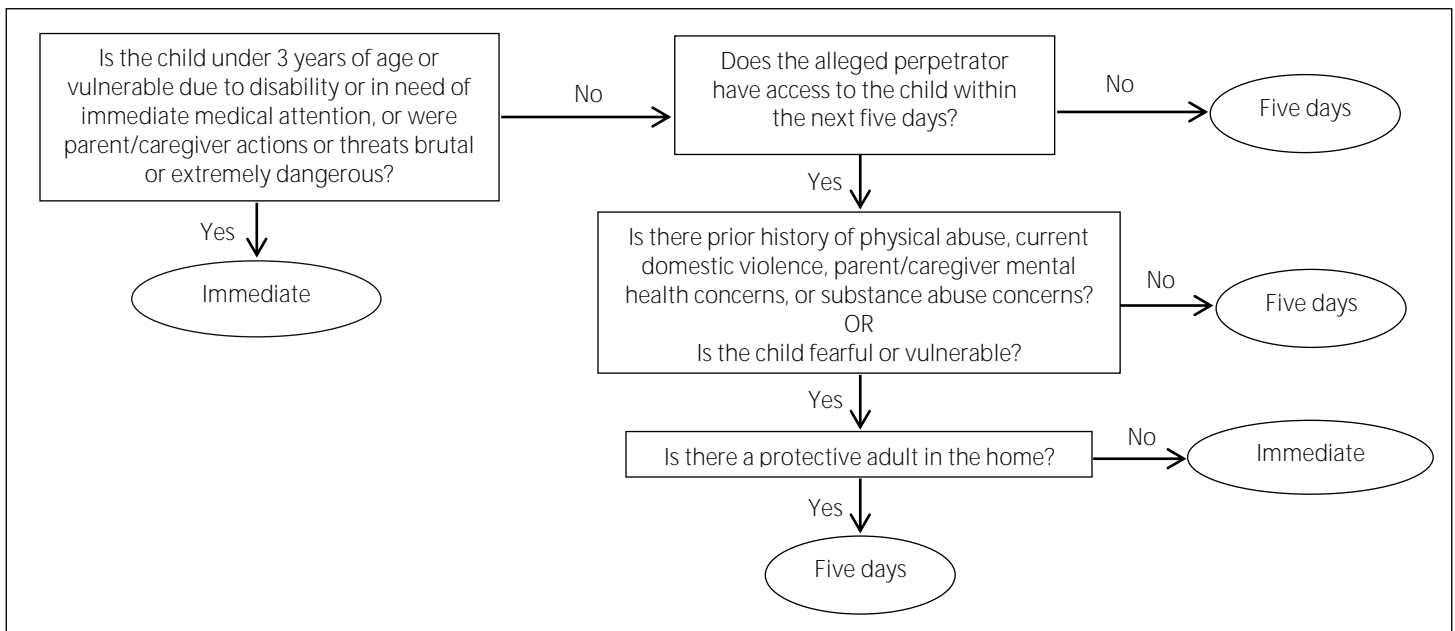 Is the child under 3 years of age or
vulnerable due to disability or in need of
immediate medical attention, or were
parent/caregiver actions or threats brutal
or extremely dangerous?
No
Does the alleged perpetrator
have access to the child within
the next five days?
No
Five days
Yes
Immediate
Yes
Is there prior history of physical abuse, current
domestic violence, parent/caregiver mental
health concerns, or substance abuse concerns?
OR
Is the child fearful or vulnerable?
No
Five days
Yes
Is there a protective adult in the home?
No
Immediate
Yes
Five days